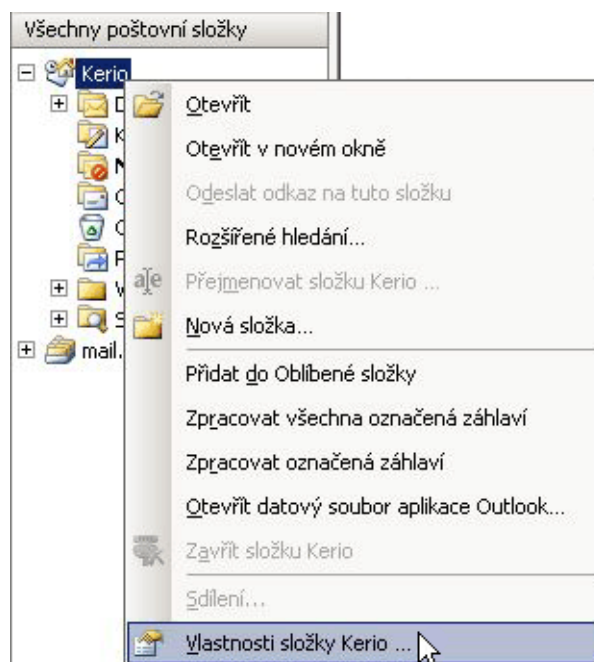 Všechny poštovní složky
Kerio
Otevřít
Otevřít v novém okně
Odeslat odkaz na tuto složku
Rozšířené hledání...
Přejmenovat složku Kerio ...
Nová složka...
mail.
Přidat do Oblíbené složky
Zpracovat všechna označená záhlaví
Zpracovat označená záhlaví
Otevřít datový soubor aplikace Outlook...
Zavřít složku Kerio
Sdílení...
Vlastnosti složky Kerio ...